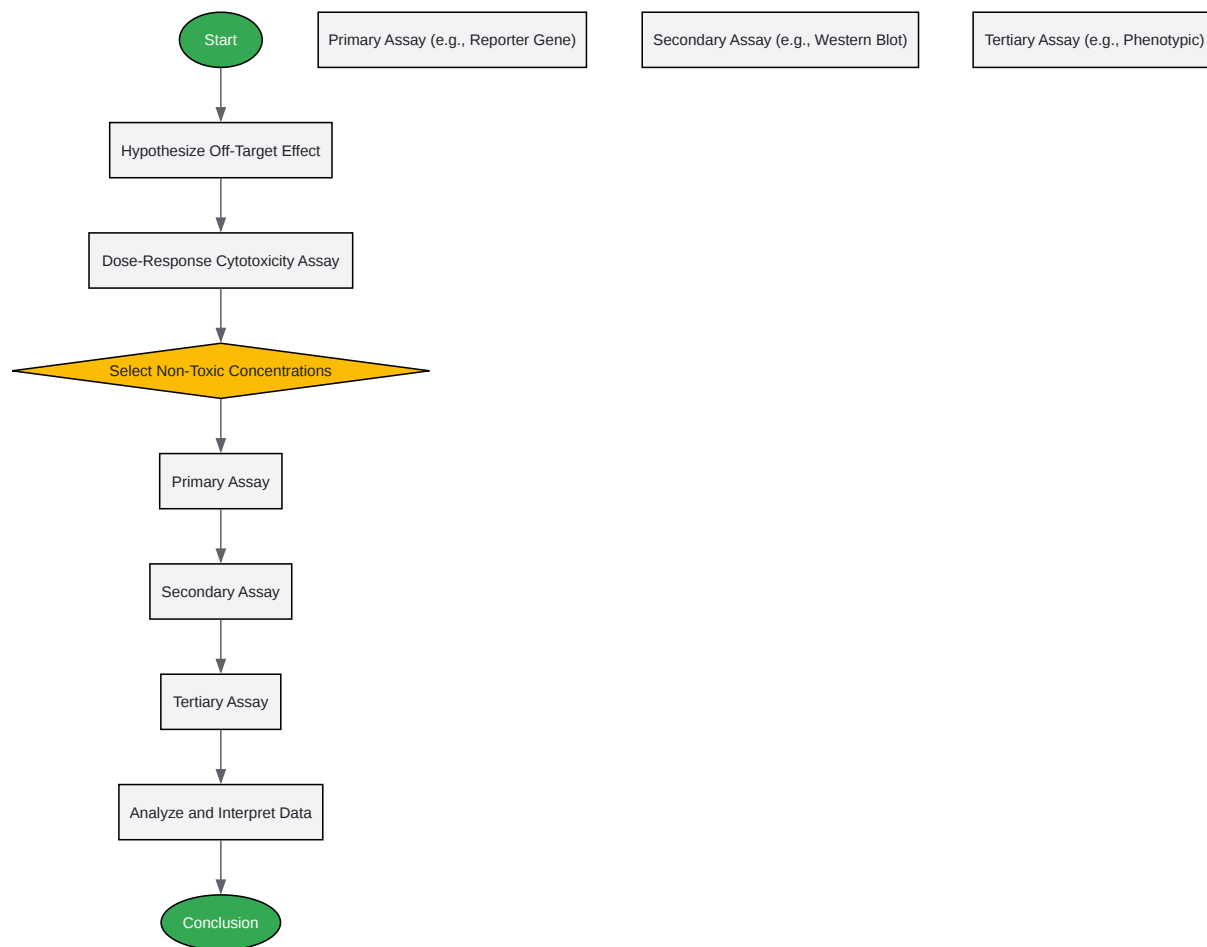 Start
Primary Assay (e.g., Reporter Gene)
Secondary Assay (e.g., Western Blot)
Tertiary Assay (e.g., Phenotypic)
Hypothesize Off-Target Effect
Dose-Response Cytotoxicity Assay
Select Non-Toxic Concentrations
Primary Assay
Secondary Assay
Tertiary Assay
Analyze and Interpret Data
Conclusion